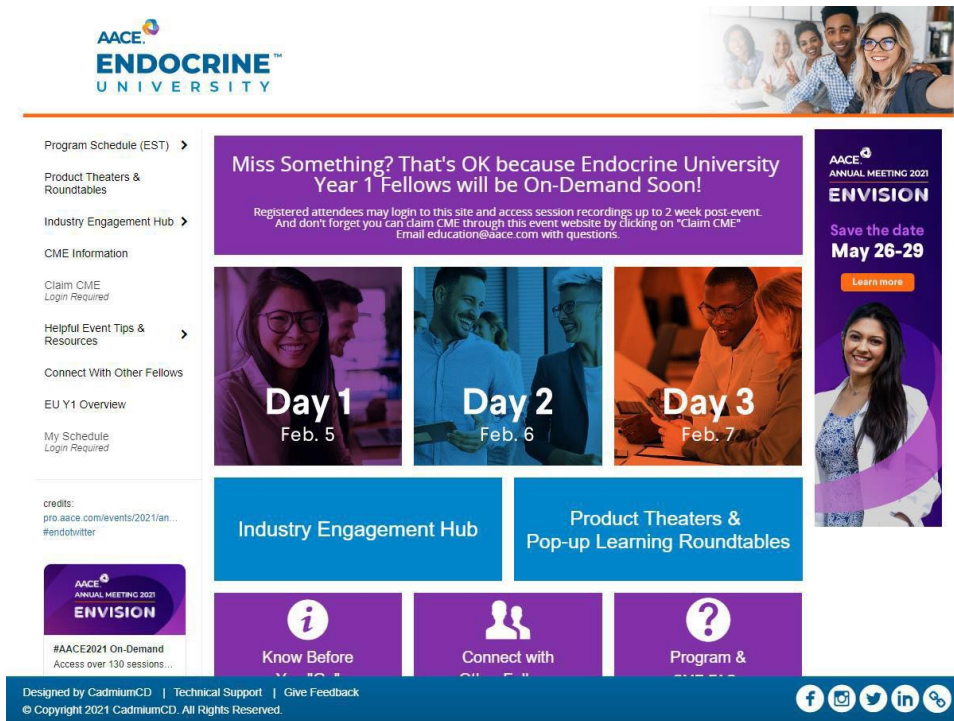 AACE.
ENDOCRINE™
UNIVERSITY
Program Schedule (EST)
Product Theaters &
Roundtables
Industry Engagement Hub
CME Information
Claim CME
Login Required
Helpful Event Tips &
Resources
Connect With Other Fellows
EU Y1 Overview
My Schedule
Login Required
credits:
pro.aace.com/events/2021/an...
#endotwitter
AACE.
ANNUAL MEETING 2021
ENVISION
#AACE2021 On-Demand
Access over 130 sessions...
Miss Something? That's OK because Endocrine University
Year 1 Fellows will be On-Demand Soon!
Registered attendees may login to this site and access session recordings up to 2 week post-event.
And don't forget you can claim CME through this event website by clicking on "Claim CME"
Email education@aace.com with questions.
Day 1
Feb. 5
Day 2
Feb. 6
Day 3
Feb. 7
Industry Engagement Hub
Product Theaters &
Pop-up Learning Roundtables
Know Before
Connect with
Program &
AACE.
ANNUAL MEETING 2021
ENVISION
Save the date
May 26-29
Learn more
Designed by CadmiumCD | Technical Support | Give Feedback
© Copyright 2021 CadmiumCD. All Rights Reserved.